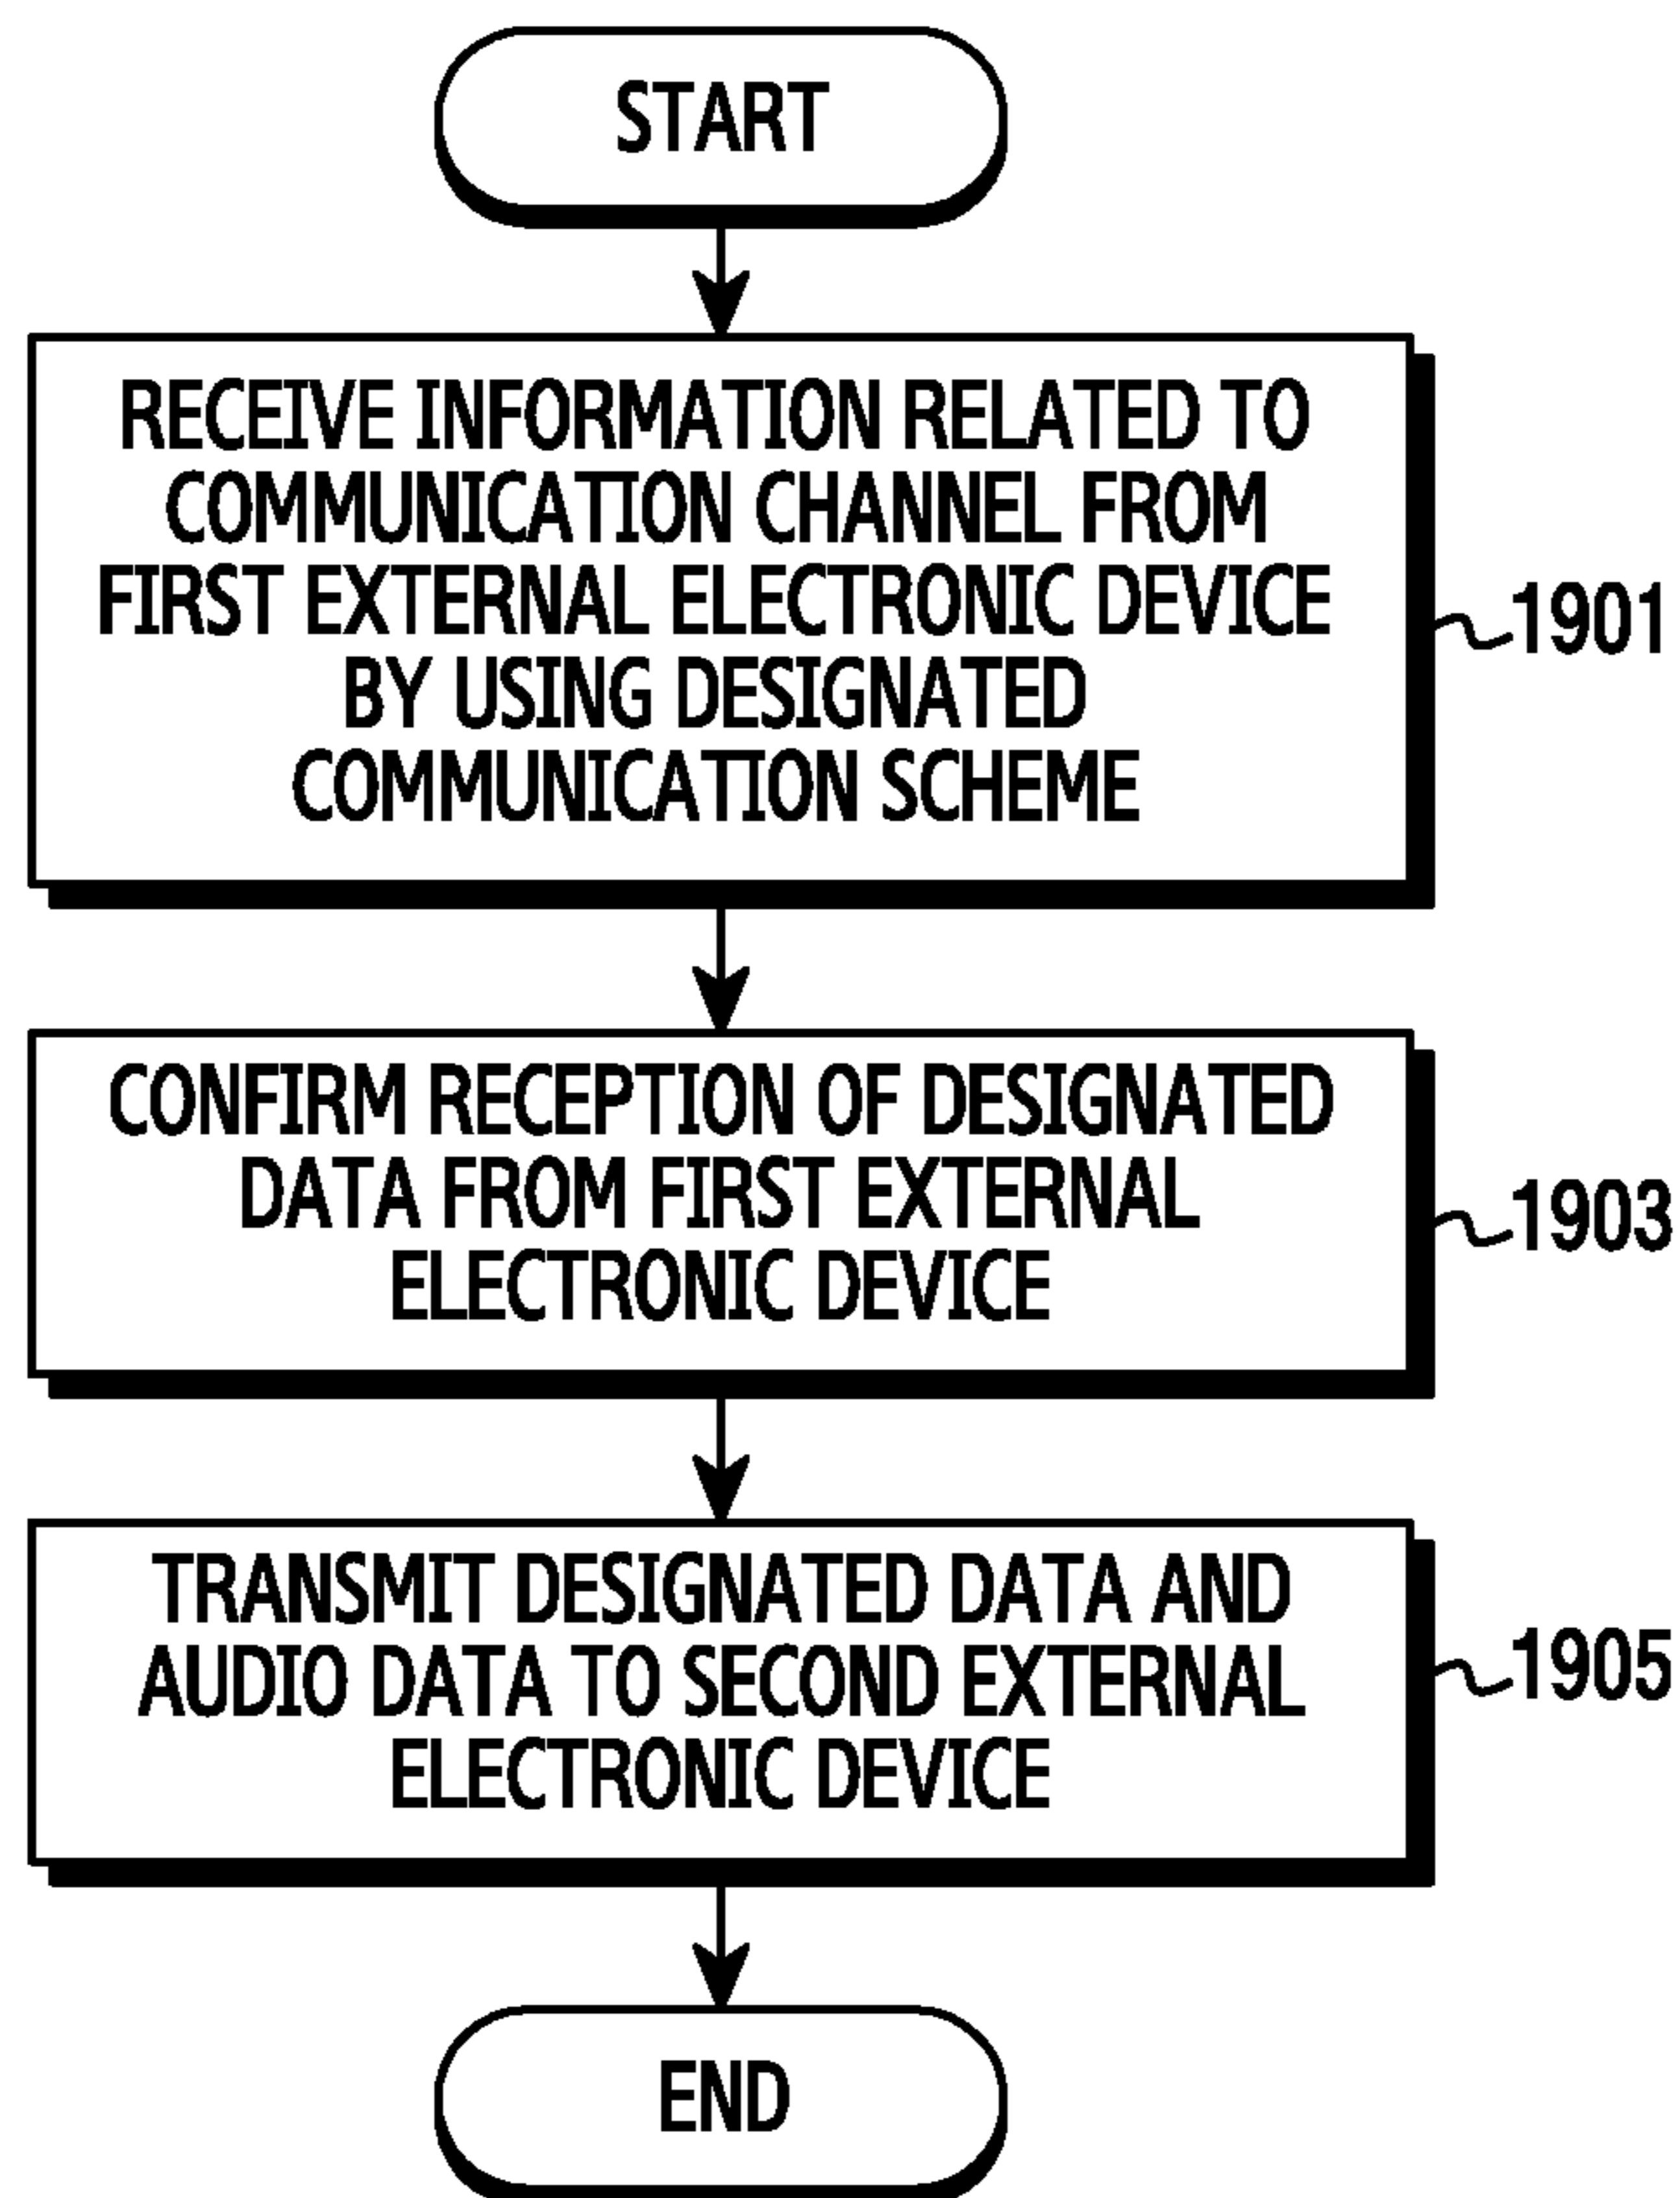 START
RECEIVE INFORMATION RELATED TO
COMMUNICATION CHANNEL FROM
FIRST EXTERNAL ELECTRONIC DEVICE
BY USING DESIGNATED
COMMUNICATION SCHEME
1901
CONFIRM RECEPTION OF DESIGNATED
DATA FROM FIRST EXTERNAL
ELECTRONIC DEVICE
1903
TRANSMIT DESIGNATED DATA AND
AUDIO DATA TO SECOND EXTERNAL
ELECTRONIC DEVICE
1905
END